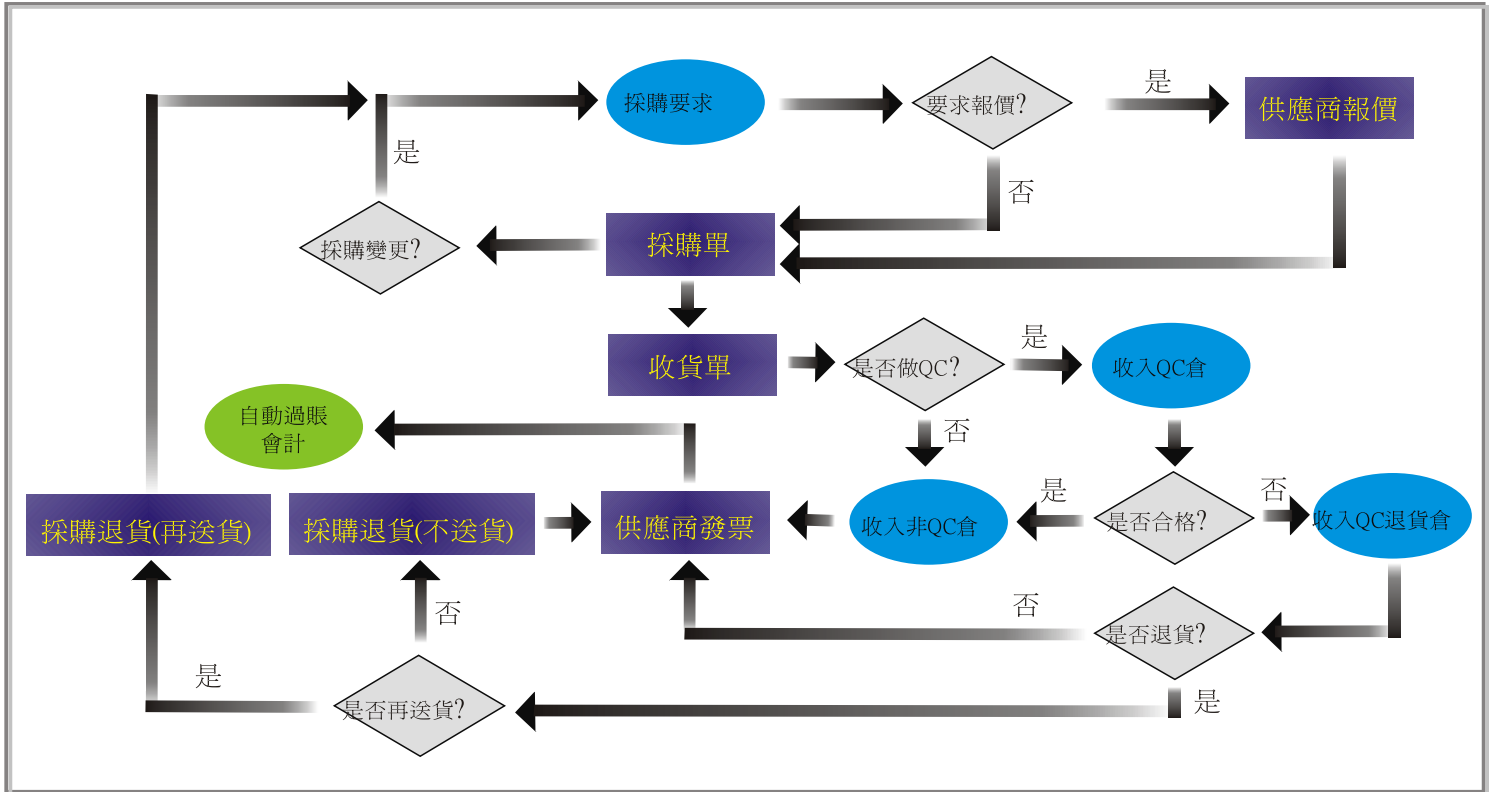 採購要求
要求報價?
是
供應商報價
是
否
採購變更?
採購單
收貨單
是否做QC?
是
收入QC倉
自動過賬
會計
否
採購退貨(再送貨)
採購退貨(不送貨)
供應商發票
收入非QC倉
是
是否合格?
否
收入QC退貨倉
否
否
是否退貨?
是
是否再送貨?
是